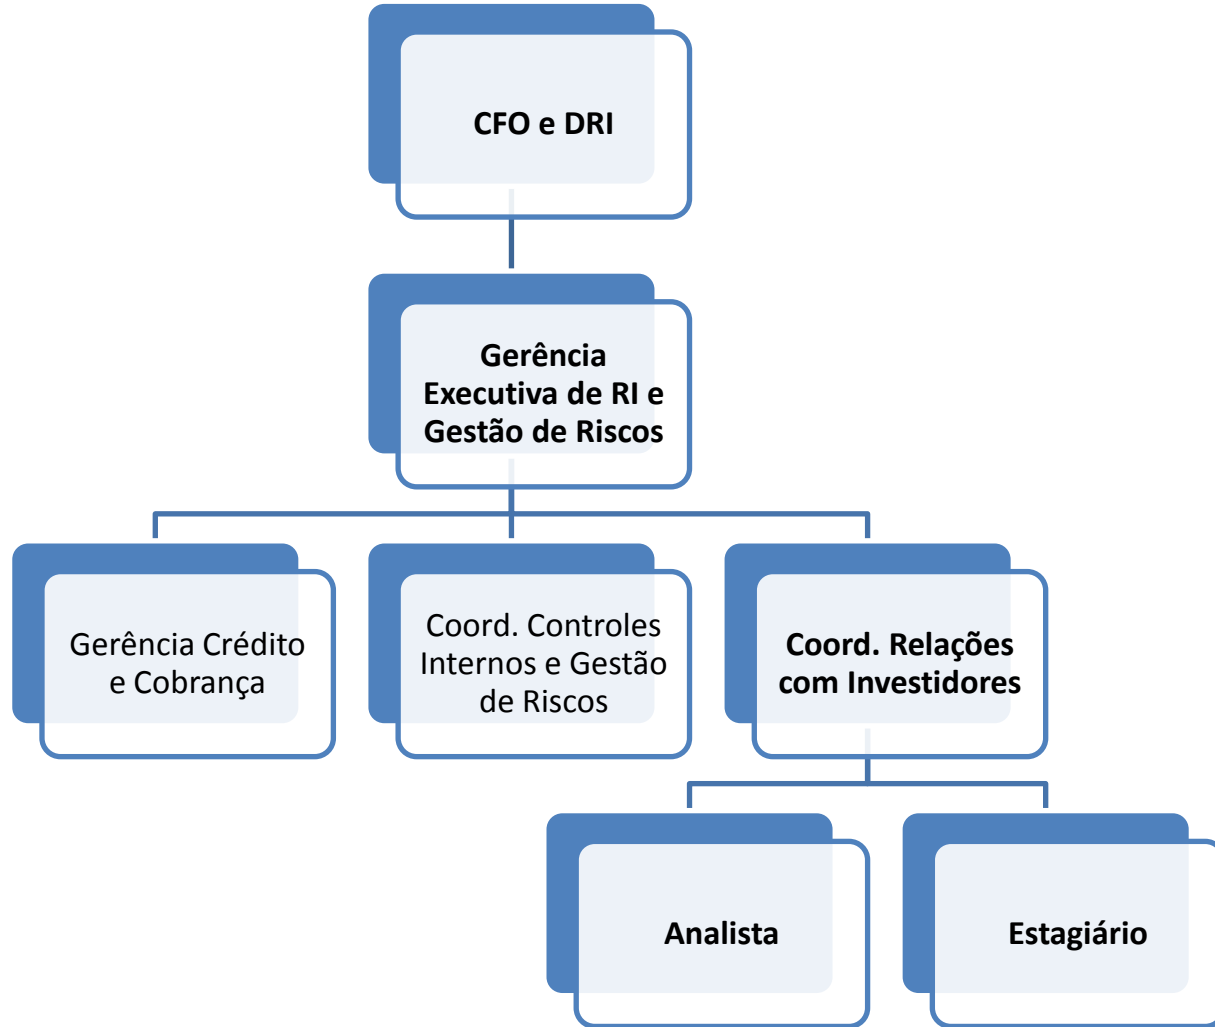 CFO e DRI
Gerência
Executiva de RI e
Gestão de Riscos
Gerência Crédito
e Cobrança
Coord. Controles
Internos e Gestão
de Riscos
Coord. Relações
com Investidores
Analista
Estagiário